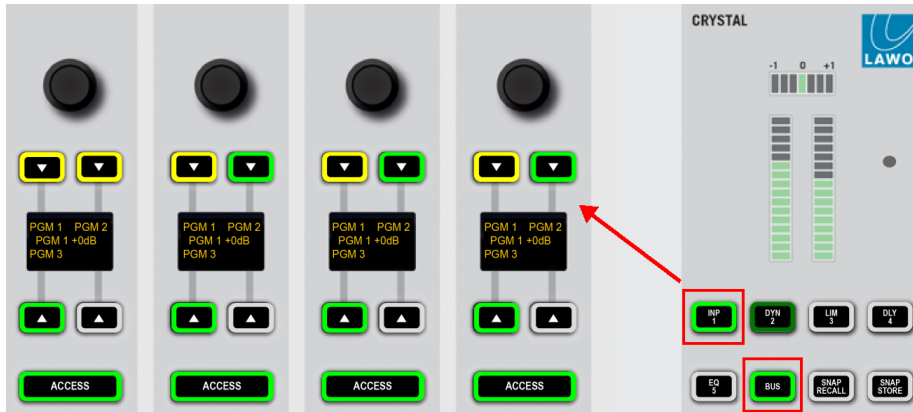 PGM 1 PGM 2
PGM 1 +0dB
PGM 3
ACCESS
PGM 1 PGM 2
PGM 1 +0dB
PGM 3
ACCESS
PGM 1 PGM 2
PGM 1 +0dB
PGM 3
ACCESS
PGM 1 PGM 2
PGM 1 +0dB
PGM 3
ACCESS
CRYSTAL
LAWO
-1 0 +1
INP 1
DYN 2
LIM 3
DLY 4
EQ 5
BUS
SNAP RECALL
SNAP STORE